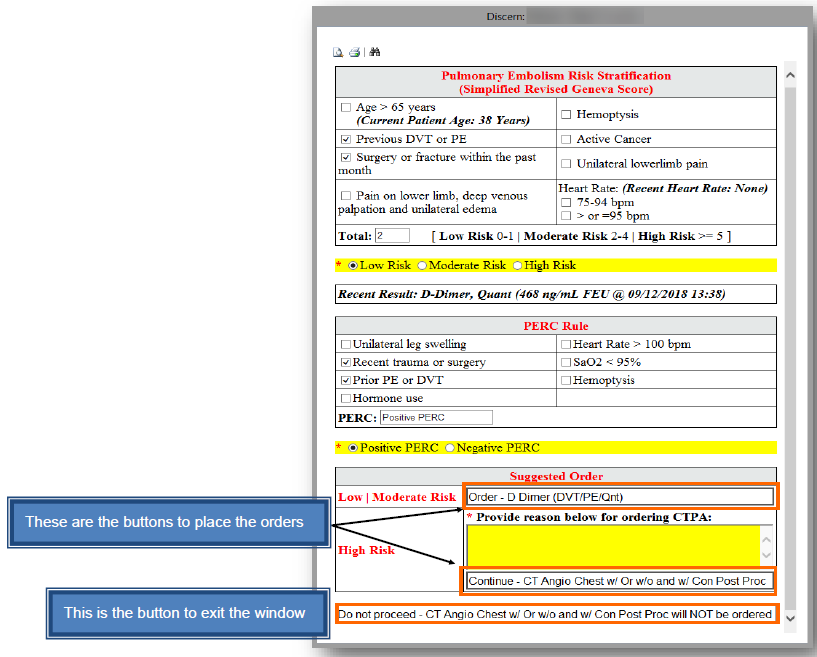 Discern:
Pulmonary Embolism Risk Stratification
(Simplified Revised Geneva Score)
Age > 65 years
(Current Patient Age: 38 Years)
Hemoptysis
Previous DVT or PE
Active Cancer
Surgery or fracture within the past
month
Unilateral lowerlimb pain
Pain on lower limb, deep venous
palpation and unilateral edema
Heart Rate: (Recent Heart Rate: None)
75-94 bpm
> or =95 bpm
Total: 2 [ Low Risk 0-1 | Moderate Risk 2-4 | High Risk >= 5 ]
* Low Risk Moderate Risk High Risk
Recent Result: D-Dimer, Quant (468 ng/mL FEU @ 09/12/2018 13:38)
PERC Rule
Unilateral leg swelling
Heart Rate > 100 bpm
Recent trauma or surgery
SaO2 < 95%
Prior PE or DVT
Hemoptysis
Hormone use
PERC: Positive PERC
* Positive PERC Negative PERC
Suggested Order
Low | Moderate Risk
Order - D Dimer (DVT/PE/Qnt)
* Provide reason below for ordering CTPA:
High Risk
Continue - CT Angio Chest w/ Or w/o and w/ Con Post Proc
Do not proceed - CT Angio Chest w/ Or w/o and w/ Con Post Proc will NOT be ordered
These are the buttons to place the orders
This is the button to exit the window